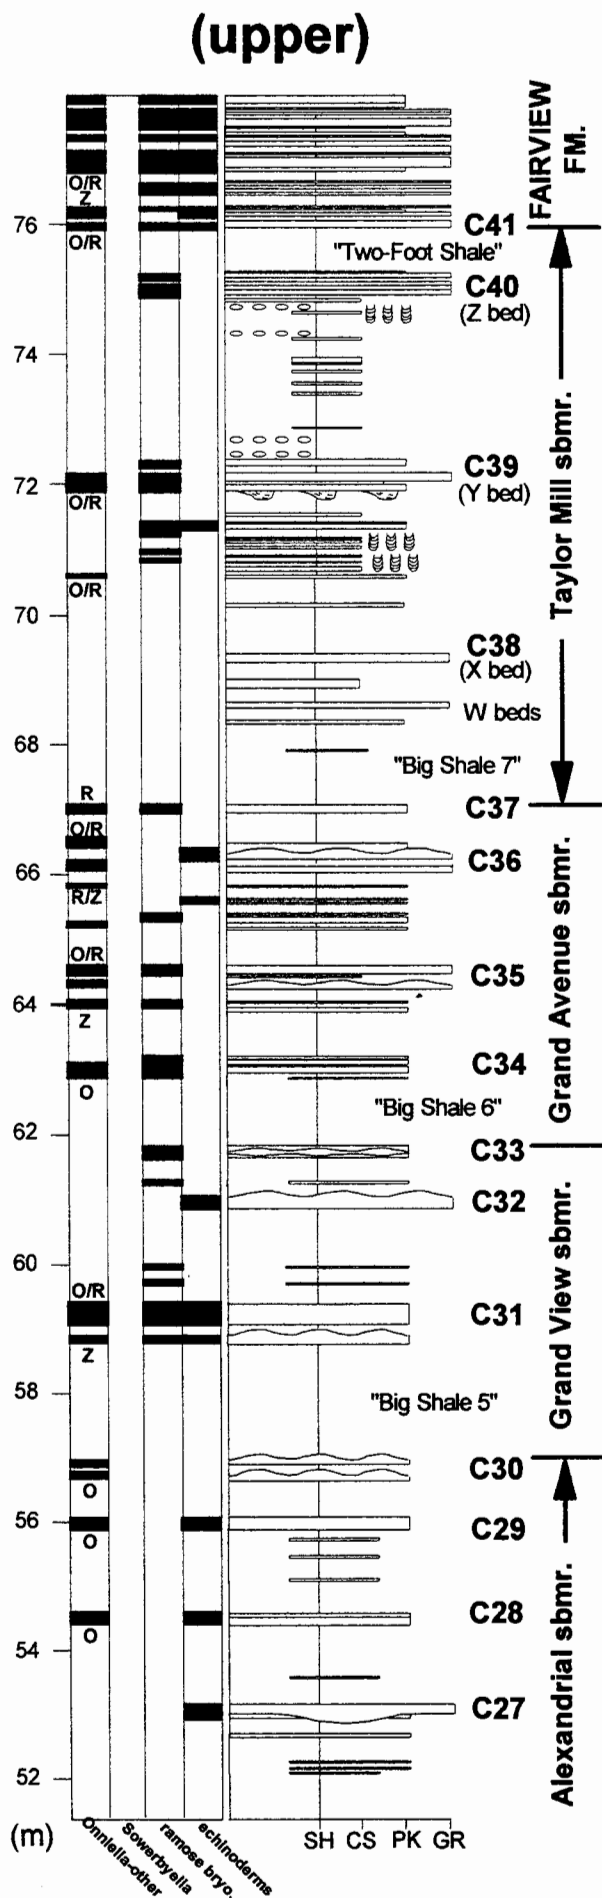 (upper)
FAIRVIEW
FM.
O/R
Z
76
C41
O/R
"Two-Foot Shale"
C40
(Z bed)
74
Taylor Mill sbmr.
C39
72
(Y bed)
O/R
O/R
70
C38
(X bed)
W beds
68
"Big Shale 7"
R
C37
O/R
66
C36
R/Z
Grand Avenue sbmr.
O/R
C35
64
Z
C34
O
"Big Shale 6"
62
C33
C32
60
Grand View sbmr.
O/R
C31
Z
58
"Big Shale 5"
C30
O
56
C29
O
C28
O
54
Alexandrial sbmr.
C27
52
(m)
Onniella-other
Sowerbyella
ramose bryo.
echinoderms
SH CS PK GR